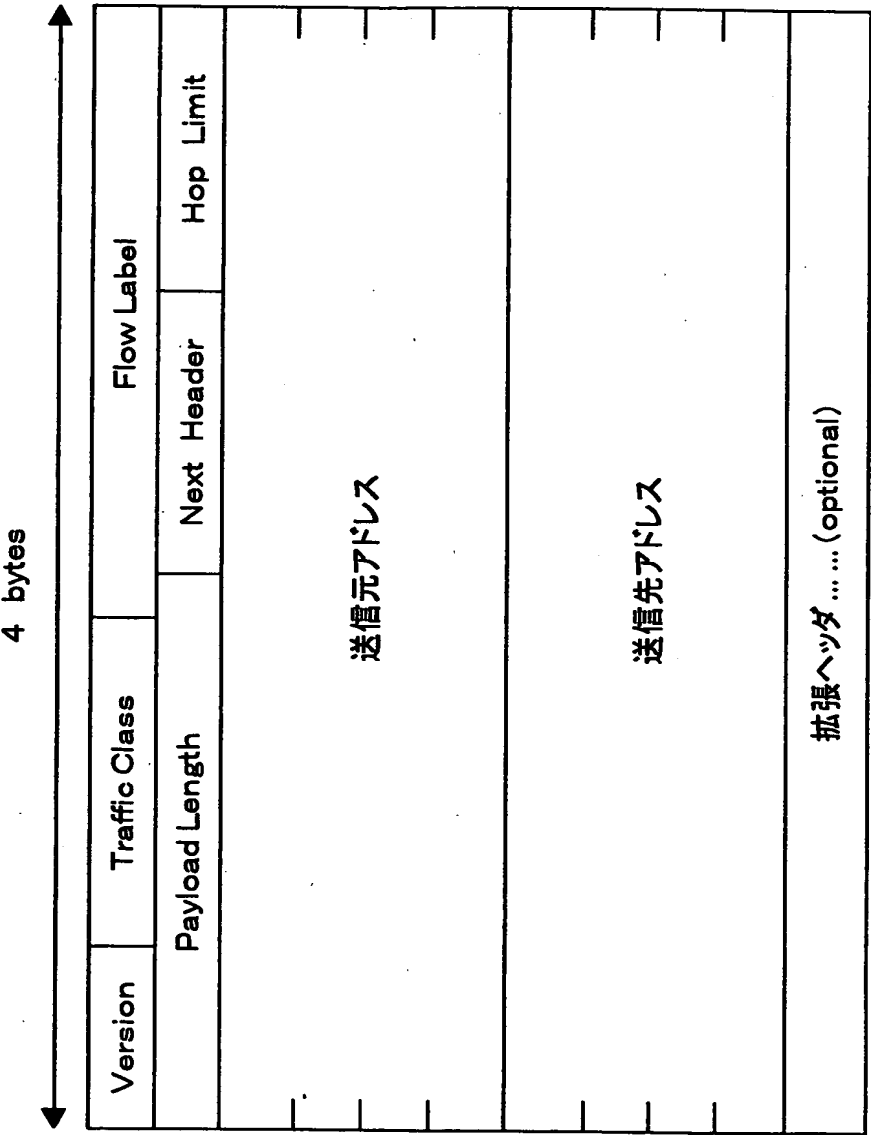 4 bytes
Version
Traffic Class
Flow Label
Payload Length
Next Header
Hop Limit
送信元アドレス
送信先アドレス
拡張ヘッダ……(optional)